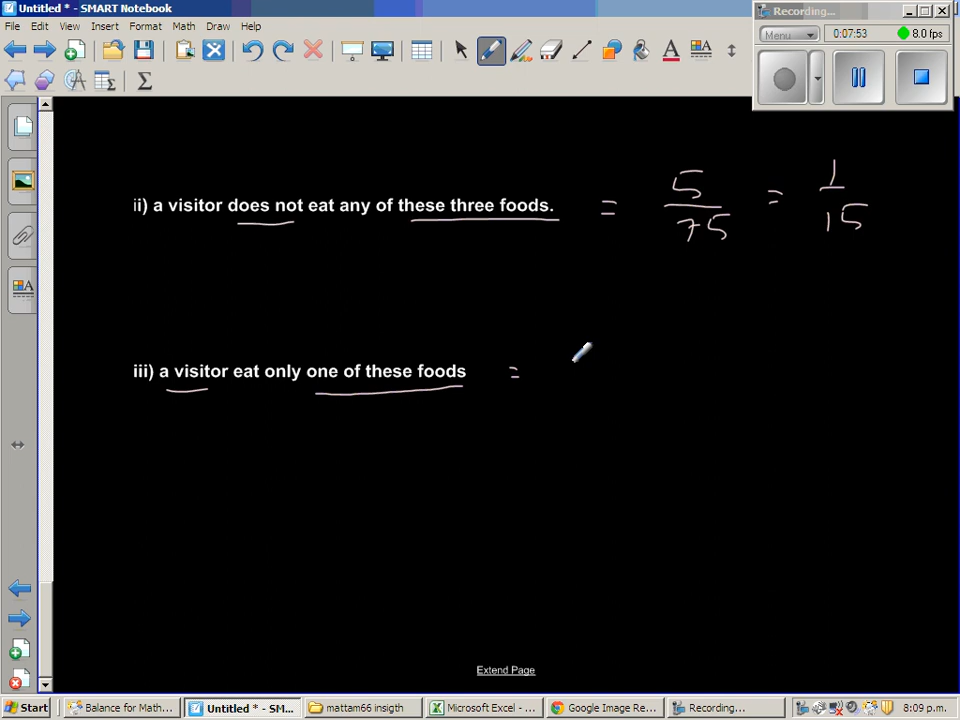 Untitled * - SMART Notebook
Recording...
File Edit View Insert Format Math Draw Help
Menu 0:07:53 8.0 fps
ii) a visitor does not eat any of these three foods. = 5/75 = 1/15
iii) a visitor eat only one of these foods =
Extend Page
Start Balance for Math... Untitled * - SM... mattam66 insigth Microsoft Excel - ... Google Image Re... Recording... 8:09 p.m.